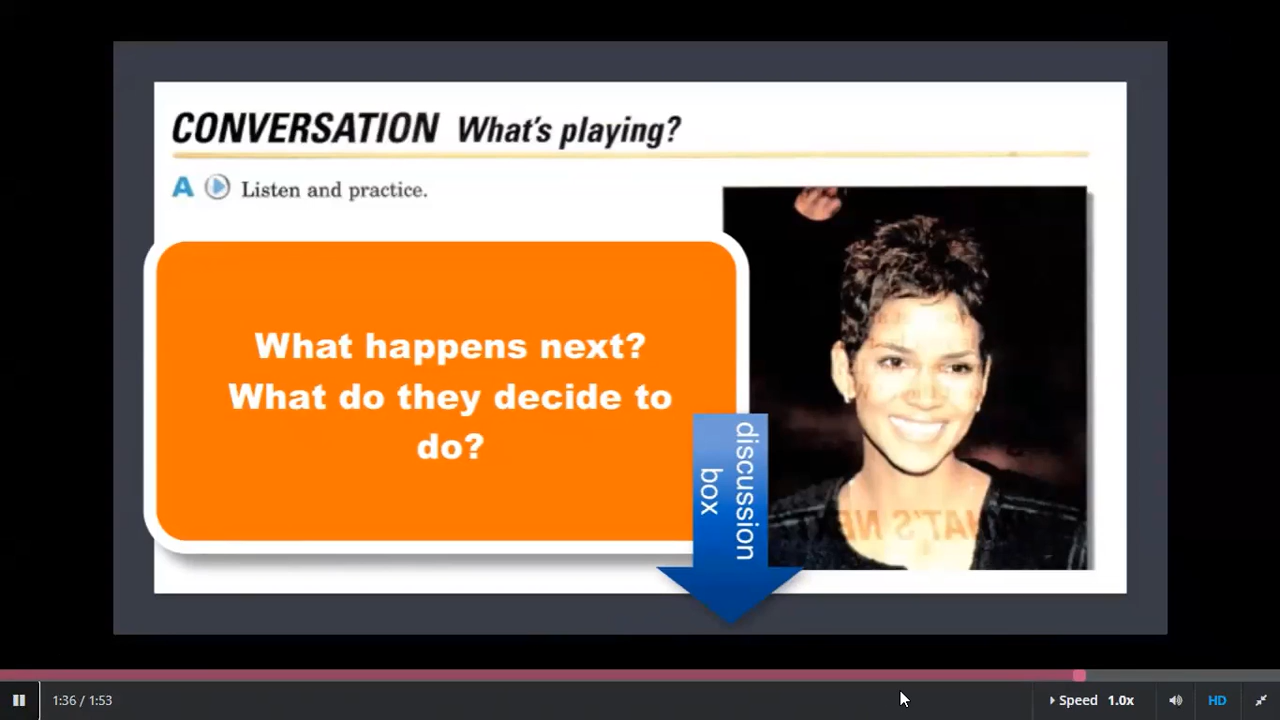 CONVERSATION What's playing?
A Listen and practice.
What happens next?
What do they decide to
do?
discussion
box
1:36 / 1:53
Speed 1.0x
HD